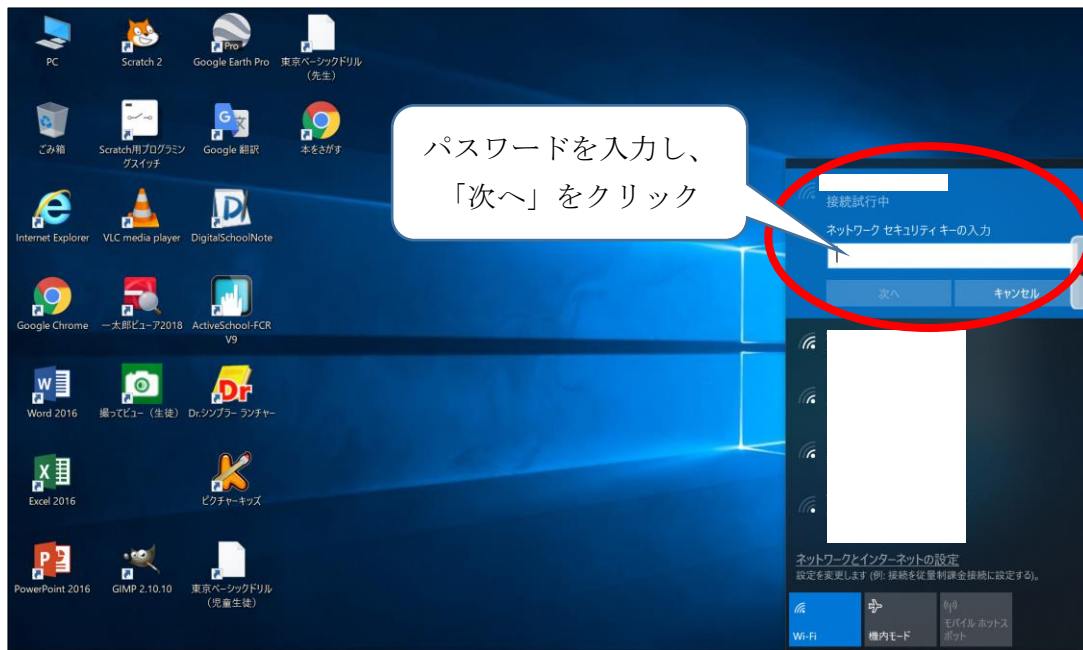 PC
Scratch 2
Pro
Google Earth Pro
東京ベーシックドリル
(先生)
ごみ箱
Scratch用プログラミン
グスイッチ
G
文
Google 翻訳
本をさがす
パスワードを入力し、
「次へ」をクリック
接続試行中
ネットワーク セキュリティ キーの入力
次へ
キャンセル
Internet Explorer
VLC media player
DigitalSchoolNote
Google Chrome
一太郎ビューア2018
ActiveSchool-FCR
V9
W
Word 2016
撮ってビュー（生徒）
Dr
Dr.シンプラー ランチャー
X
Excel 2016
ピクチャーキッズ
P
PowerPoint 2016
GIMP 2.10.10
東京ベーシックドリル
(児童生徒)
ネットワークとインターネットの設定
設定を変更します (例: 接続を従量制課金接続に設定する)。
Wi-Fi
機内モード
モバイル ホットス
ポット